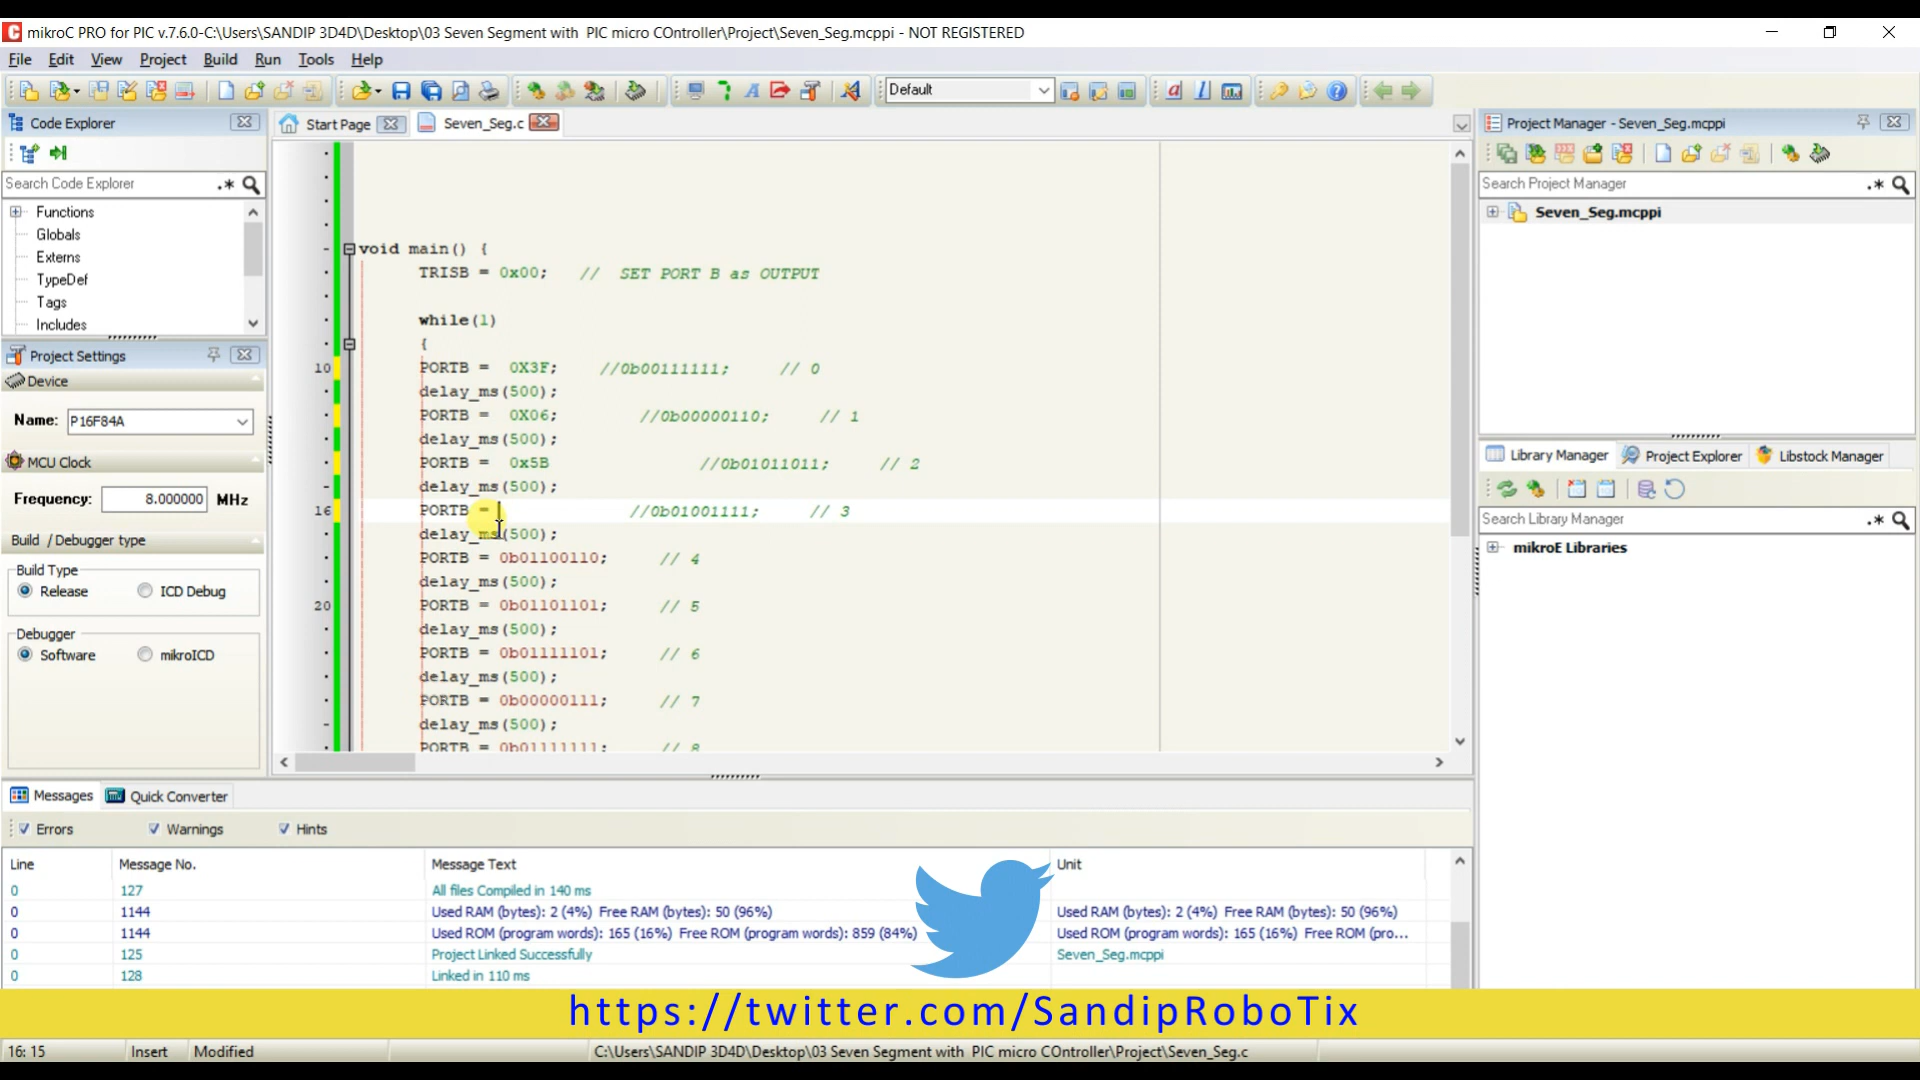 mikroC PRO for PIC v.7.6.0-C:\Users\SANDIP 3D4D\Desktop\03 Seven Segment with  PIC micro COntroller\Project\Seven_Seg.mcppi - NOT REGISTERED
File Edit View Project Build Run Tools Help
Default
Code Explorer
Search Code Explorer
Functions
Globals
Externs
TypeDef
Tags
Includes
Project Settings
Device
Name: P16F84A
MCU Clock
Frequency: 8.000000 MHz
Build / Debugger type
Build Type
Release ICD Debug
Debugger
Software mikroICD
Start Page Seven_Seg.c
void main() {
TRISB = 0x00; // SET PORT B as OUTPUT
while(1)
{
10 PORTB = 0X3F; //0b00111111; // 0
delay_ms(500);
PORTB = 0X06; //0b00000110; // 1
delay_ms(500);
PORTB = 0x5B //0b01011011; // 2
delay_ms(500);
16 PORTB = //0b01001111; // 3
delay_ms(500);
PORTB = 0b01100110; // 4
delay_ms(500);
20 PORTB = 0b01101101; // 5
delay_ms(500);
PORTB = 0b01111101; // 6
delay_ms(500);
PORTB = 0b00000111; // 7
delay_ms(500);
PORTB = 0b01111111; // 8
Project Manager - Seven_Seg.mcppi
Search Project Manager
Seven_Seg.mcppi
Library Manager Project Explorer Libstock Manager
Search Library Manager
mikroE Libraries
Messages Quick Converter
Errors Warnings Hints
Line Message No. Message Text Unit
0 127 All files Compiled in 140 ms
0 1144 Used RAM (bytes): 2 (4%) Free RAM (bytes): 50 (96%) Used RAM (bytes): 2 (4%) Free RAM (bytes): 50 (96%)
0 1144 Used ROM (program words): 165 (16%) Free ROM (program words): 859 (84%) Used ROM (program words): 165 (16%) Free ROM (pro...
0 125 Project Linked Successfully Seven_Seg.mcppi
0 128 Linked in 110 ms
https://twitter.com/SandipRoboTix
16: 15 Insert Modified C:\Users\SANDIP 3D4D\Desktop\03 Seven Segment with  PIC micro COntroller\Project\Seven_Seg.c